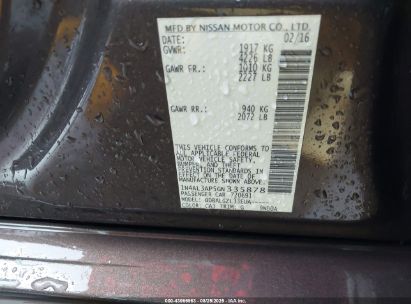 MFD BY NISSAN MOTOR CO., LTD.
02/16
GVWR: 1917 KG
4226 LB
GAWR FR.: 1010 KG
2227 LB
GAWR RR.: 940 KG
2072 LB
THIS VEHICLE CONFORMS TO
ALL APPLICABLE FEDERAL
MOTOR VEHICLE SAFETY,
BUMPER, AND THEFT
PREVENTION STANDARDS
IN EFFECT ON THE DATE OF
MANUFACTURE SHOWN ABOVE.
1N4AL3AP5GN335878
PASSENGER CAR
MODEL:
COLOR: CAJ TRIM: G